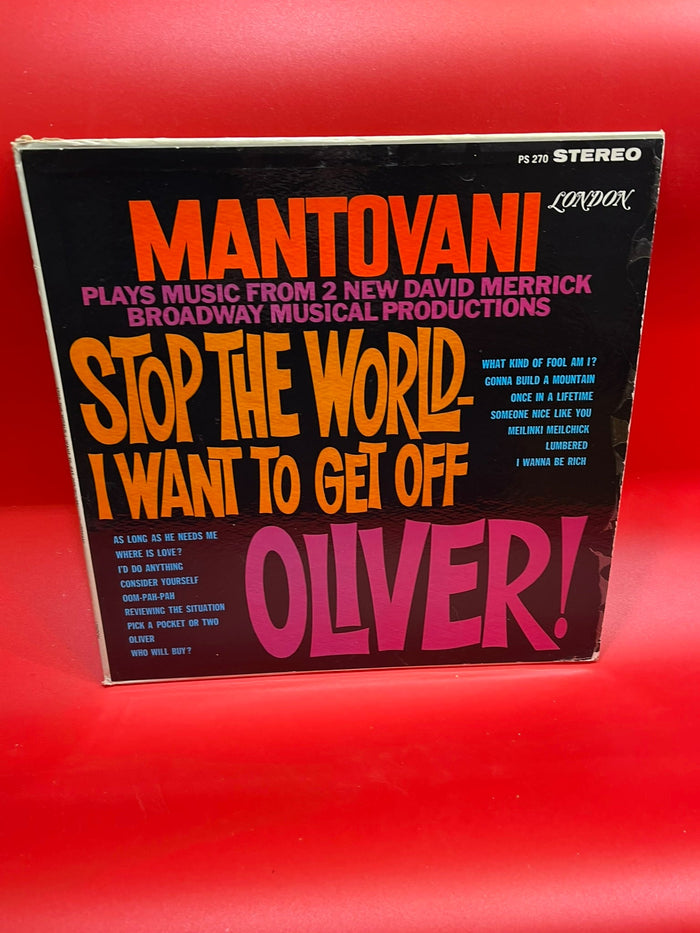 PS 270 STEREO
LONDON
MANTOVANI
PLAYS MUSIC FROM 2 NEW DAVID MERRICK
BROADWAY MUSICAL PRODUCTIONS
STOP THE WORLD-
I WANT TO GET OFF
WHAT KIND OF FOOL AM I?
GONNA BUILD A MOUNTAIN
ONCE IN A LIFETIME
SOMEONE NICE LIKE YOU
MEILINKI MEILCHICK
LUMBERED
I WANNA BE RICH
AS LONG AS HE NEEDS ME
WHERE IS LOVE?
I'D DO ANYTHING
CONSIDER YOURSELF
OOM-PAH-PAH
REVIEWING THE SITUATION
PICK A POCKET OR TWO
OLIVER
WHO WILL BUY?
OLIVER!